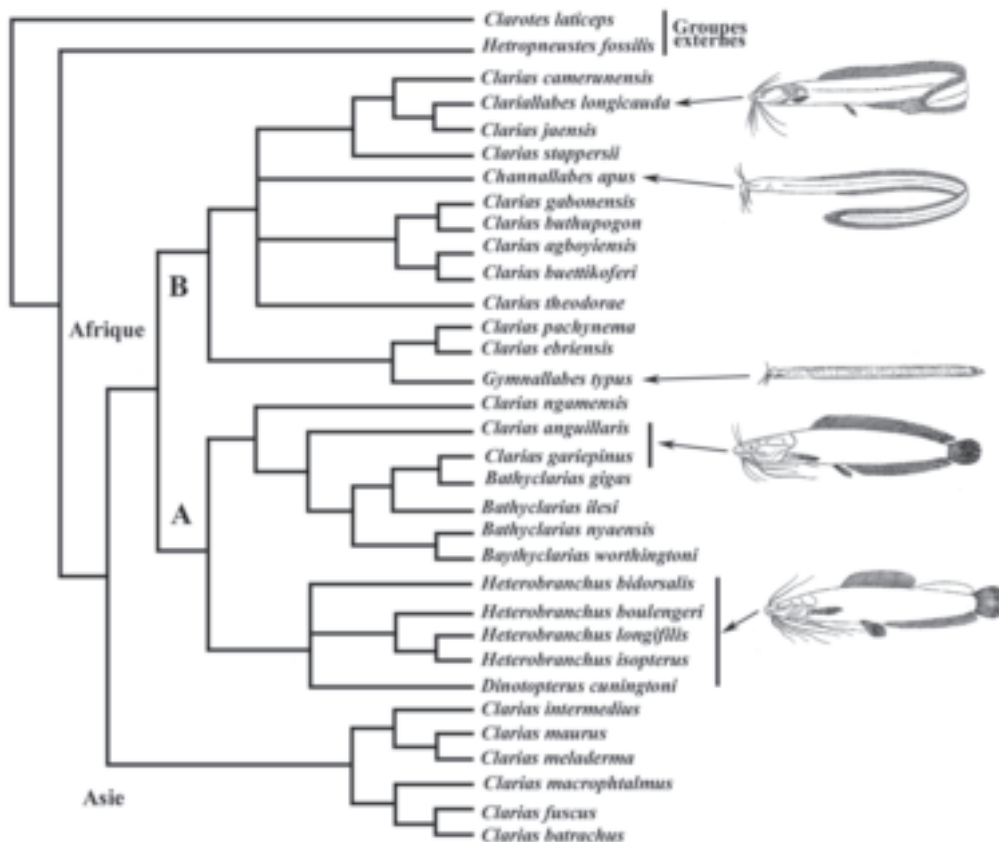 Clarotes laticeps
Groupes
externes
Hetropneustes fossilis
Clarias camerunensis
Clariallabes longicauda
Clarias jaensis
Clarias stappersii
Channallabes apus
Clarias gabonensis
Clarias buthupogon
Clarias agboyiensis
Clarias buettikoferi
B
Clarias theodorae
Afrique
Clarias pachynema
Clarias ebriensis
Gymnallabes typus
Clarias ngamensis
Clarias anguillaris
Clarias gariepinus
Bathyclarias gigas
A
Bathyclarias ilesi
Bathyclarias nyaensis
Baythyclarias worthingtoni
Heterobranchus bidorsalis
Heterobranchus boulengeri
Heterobranchus longifilis
Heterobranchus isopterus
Dinotopterus cuningtoni
Clarias intermedius
Clarias maurus
Clarias meladerma
Clarias macrophtalmus
Asie
Clarias fuscus
Clarias batrachus